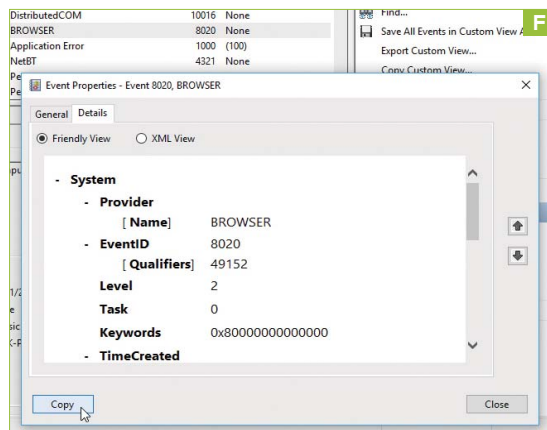 DistributedCOM 10016 None
BROWSER 8020 None
Application Error 1000 (100)
NetBT 4321 None
Find...
Save All Events in Custom View
Export Custom View...
Copy Custom View...
F
Event Properties - Event 8020, BROWSER
General Details
Friendly View XML View
- System
- Provider
[ Name] BROWSER
- EventID 8020
[ Qualifiers] 49152
Level 2
Task 0
Keywords 0x80000000000000
- TimeCreated
Copy Close